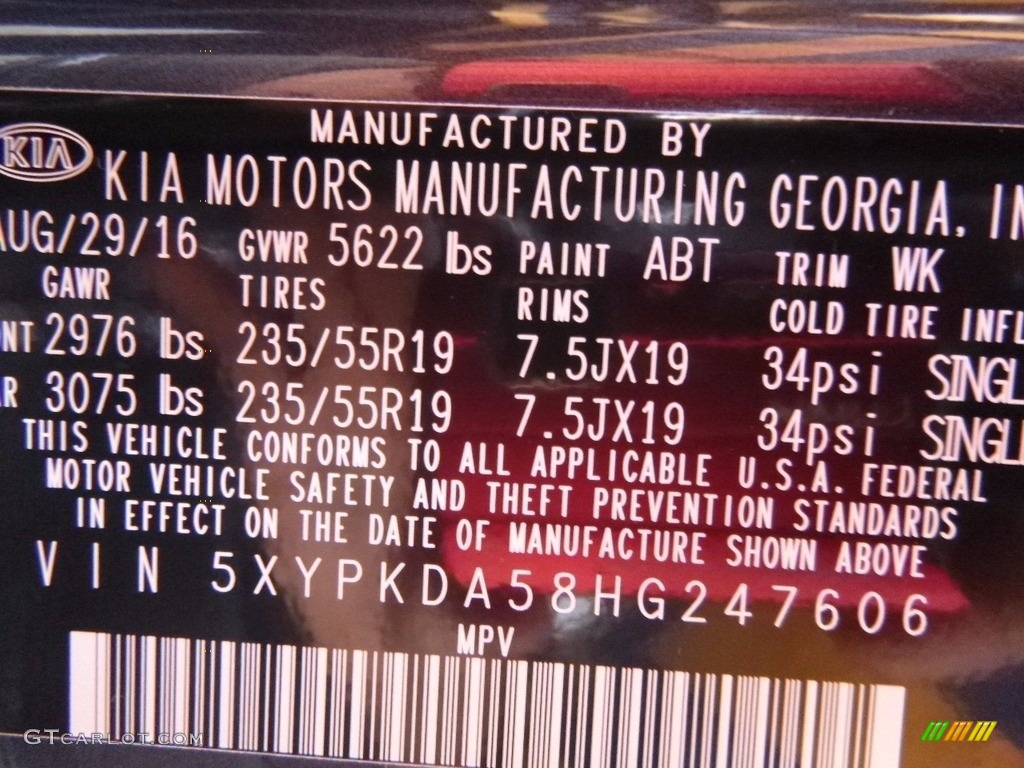 MANUFACTURED BY
KIA KIA MOTORS MANUFACTURING GEORGIA, IN
AUG/29/16 GVWR 5622 lbs PAINT ABT TRIM WK
GAWR TIRES RIMS COLD TIRE INFL
NT 2976 lbs 235/55R19 7.5JX19 34psi SINGL
R 3075 lbs 235/55R19 7.5JX19 34psi SINGL
THIS VEHICLE CONFORMS TO ALL APPLICABLE U.S.A. FEDERAL
MOTOR VEHICLE SAFETY AND THEFT PREVENTION STANDARDS
IN EFFECT ON THE DATE OF MANUFACTURE SHOWN ABOVE
VIN 5XYPKDA58HG247606
MPV
GTCARLOT.COM